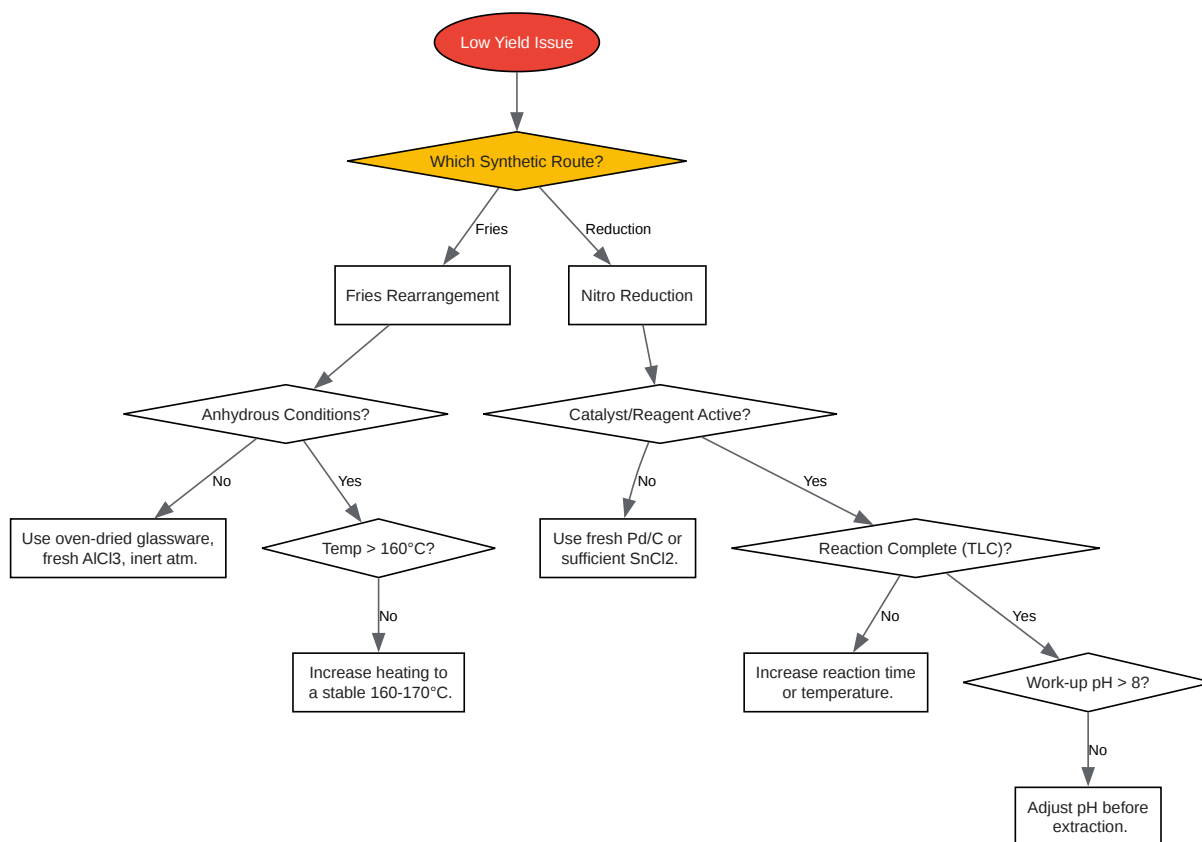 Low Yield Issue
Which Synthetic Route?
Fries
Reduction
Fries Rearrangement
Nitro Reduction
Anhydrous Conditions?
Catalyst/Reagent Active?
No
Yes
No
Yes
Use oven-dried glassware,
fresh AlCl3, inert atm.
Temp > 160°C?
Use fresh Pd/C or
sufficient SnCl2.
Reaction Complete (TLC)?
No
No
Yes
Increase heating to
a stable 160-170°C.
Increase reaction time
or temperature.
Work-up pH > 8?
No
Adjust pH before
extraction.